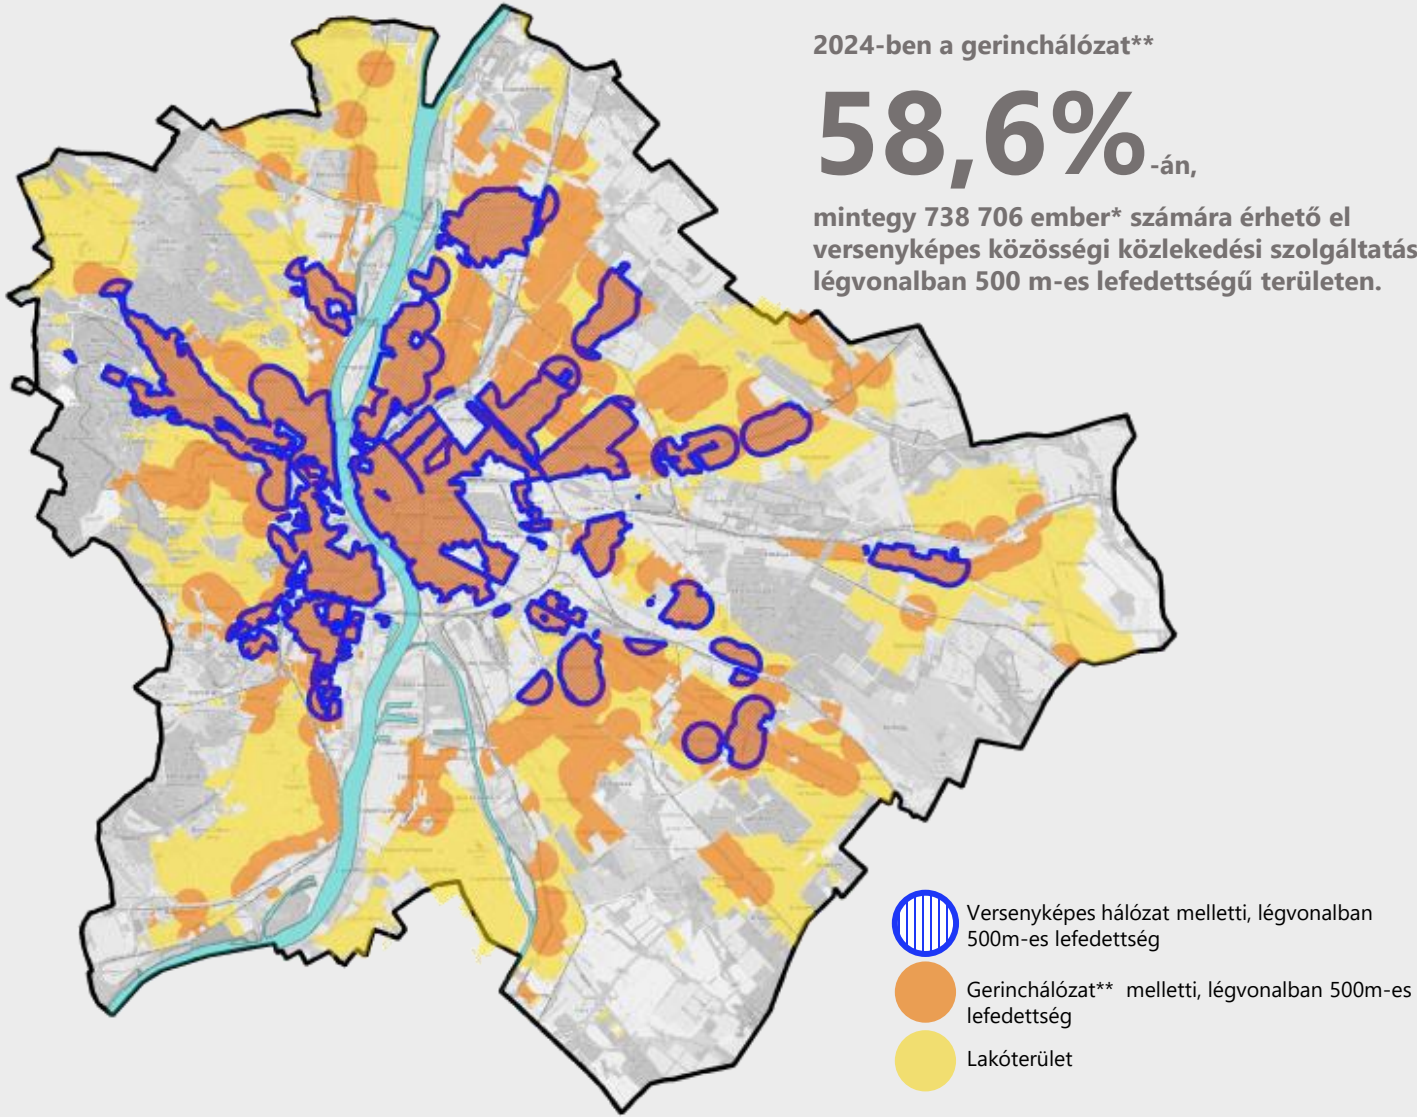 2024-ben a gerinchálózat**
58,6%-án,
mintegy 738 706 ember* számára érhető el
versenyképes közösségi közlekedési szolgáltatás
légvonalban 500 m-es lefedettségű területen.
Versenyképes hálózat melletti, légvonalban
500m-es lefedettség
Gerinchálózat** melletti, légvonalban 500m-es
lefedettség
Lakóterület